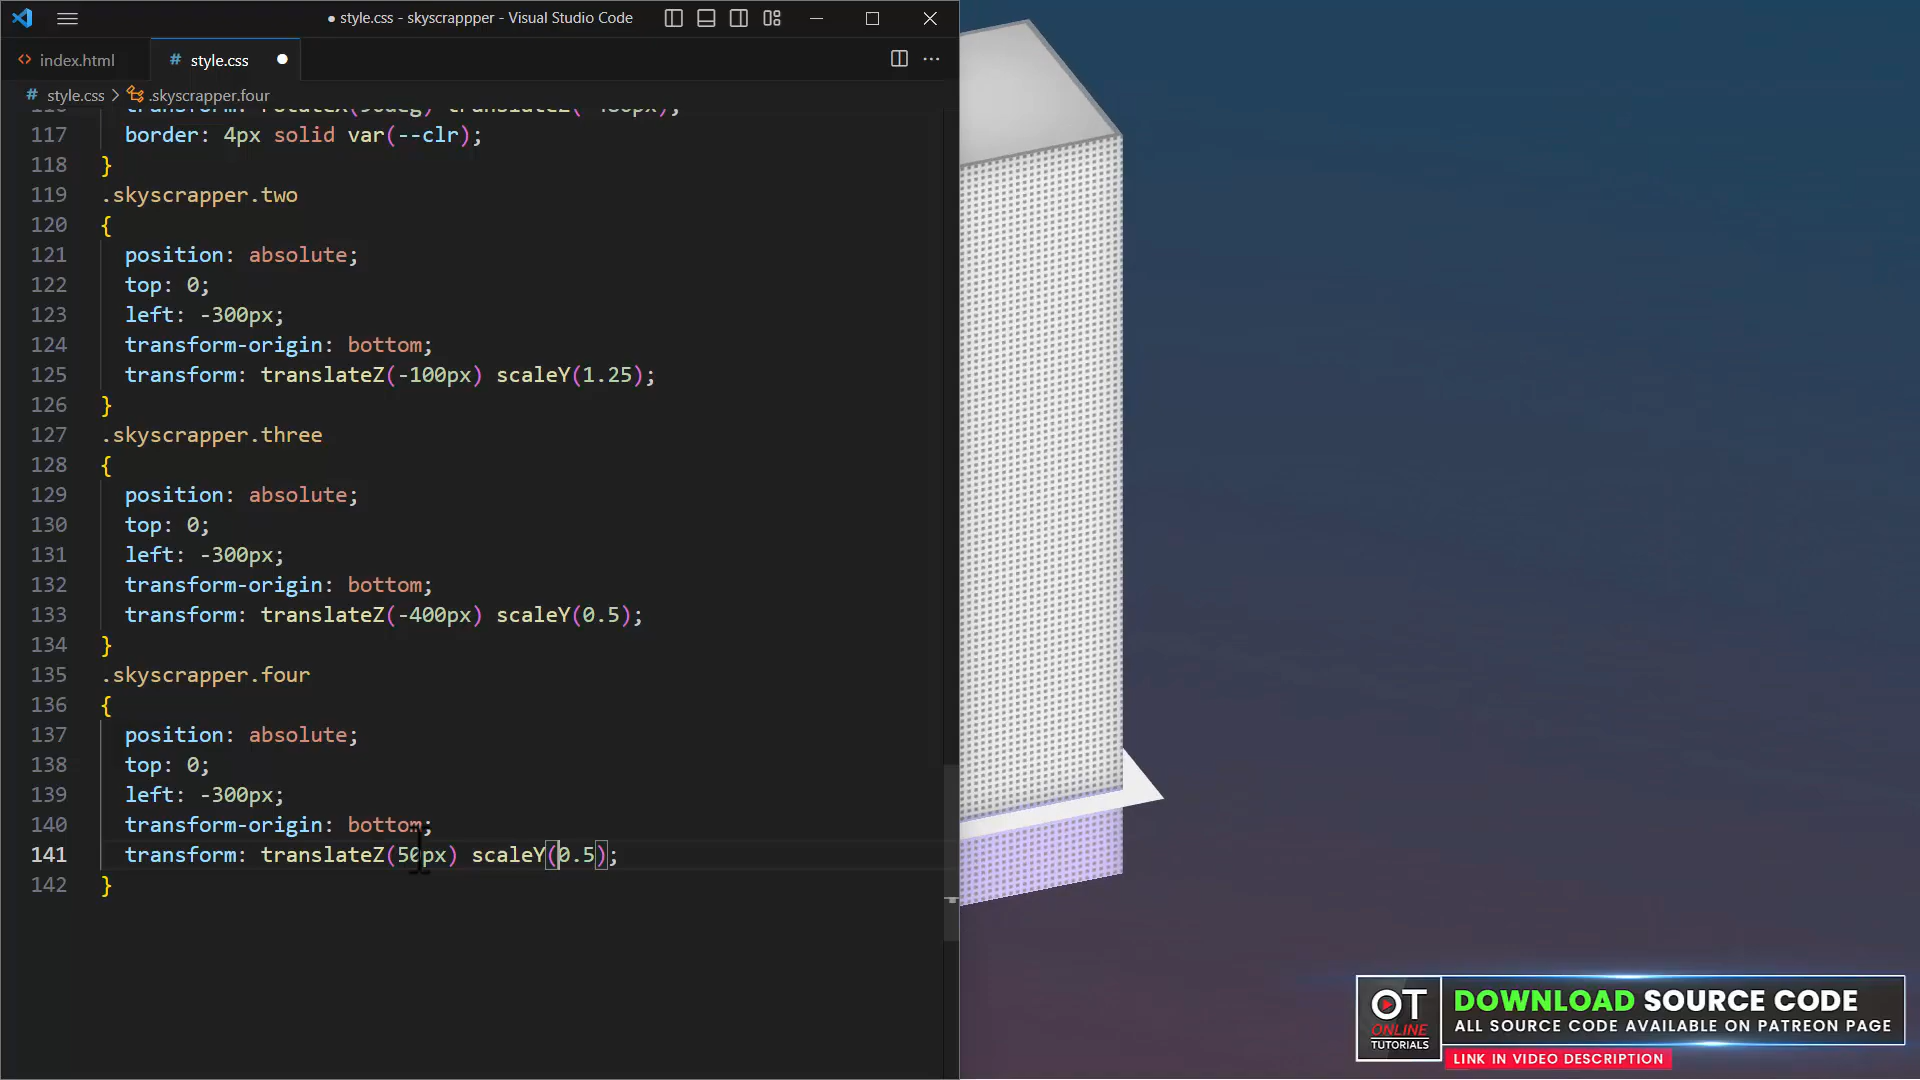 ● style.css - skyscrappper - Visual Studio Code
index.html
# style.css
# style.css > .skyscrapper.four
117 border: 4px solid var(--clr);
118 }
119 .skyscrapper.two
120 {
121 position: absolute;
122 top: 0;
123 left: -300px;
124 transform-origin: bottom;
125 transform: translateZ(-100px) scaleY(1.25);
126 }
127 .skyscrapper.three
128 {
129 position: absolute;
130 top: 0;
131 left: -300px;
132 transform-origin: bottom;
133 transform: translateZ(-400px) scaleY(0.5);
134 }
135 .skyscrapper.four
136 {
137 position: absolute;
138 top: 0;
139 left: -300px;
140 transform-origin: bottom;
141 transform: translateZ(50px) scaleY(0.5);
142 }
OT
ONLINE
TUTORIALS
DOWNLOAD SOURCE CODE
ALL SOURCE CODE AVAILABLE ON PATREON PAGE
LINK IN VIDEO DESCRIPTION